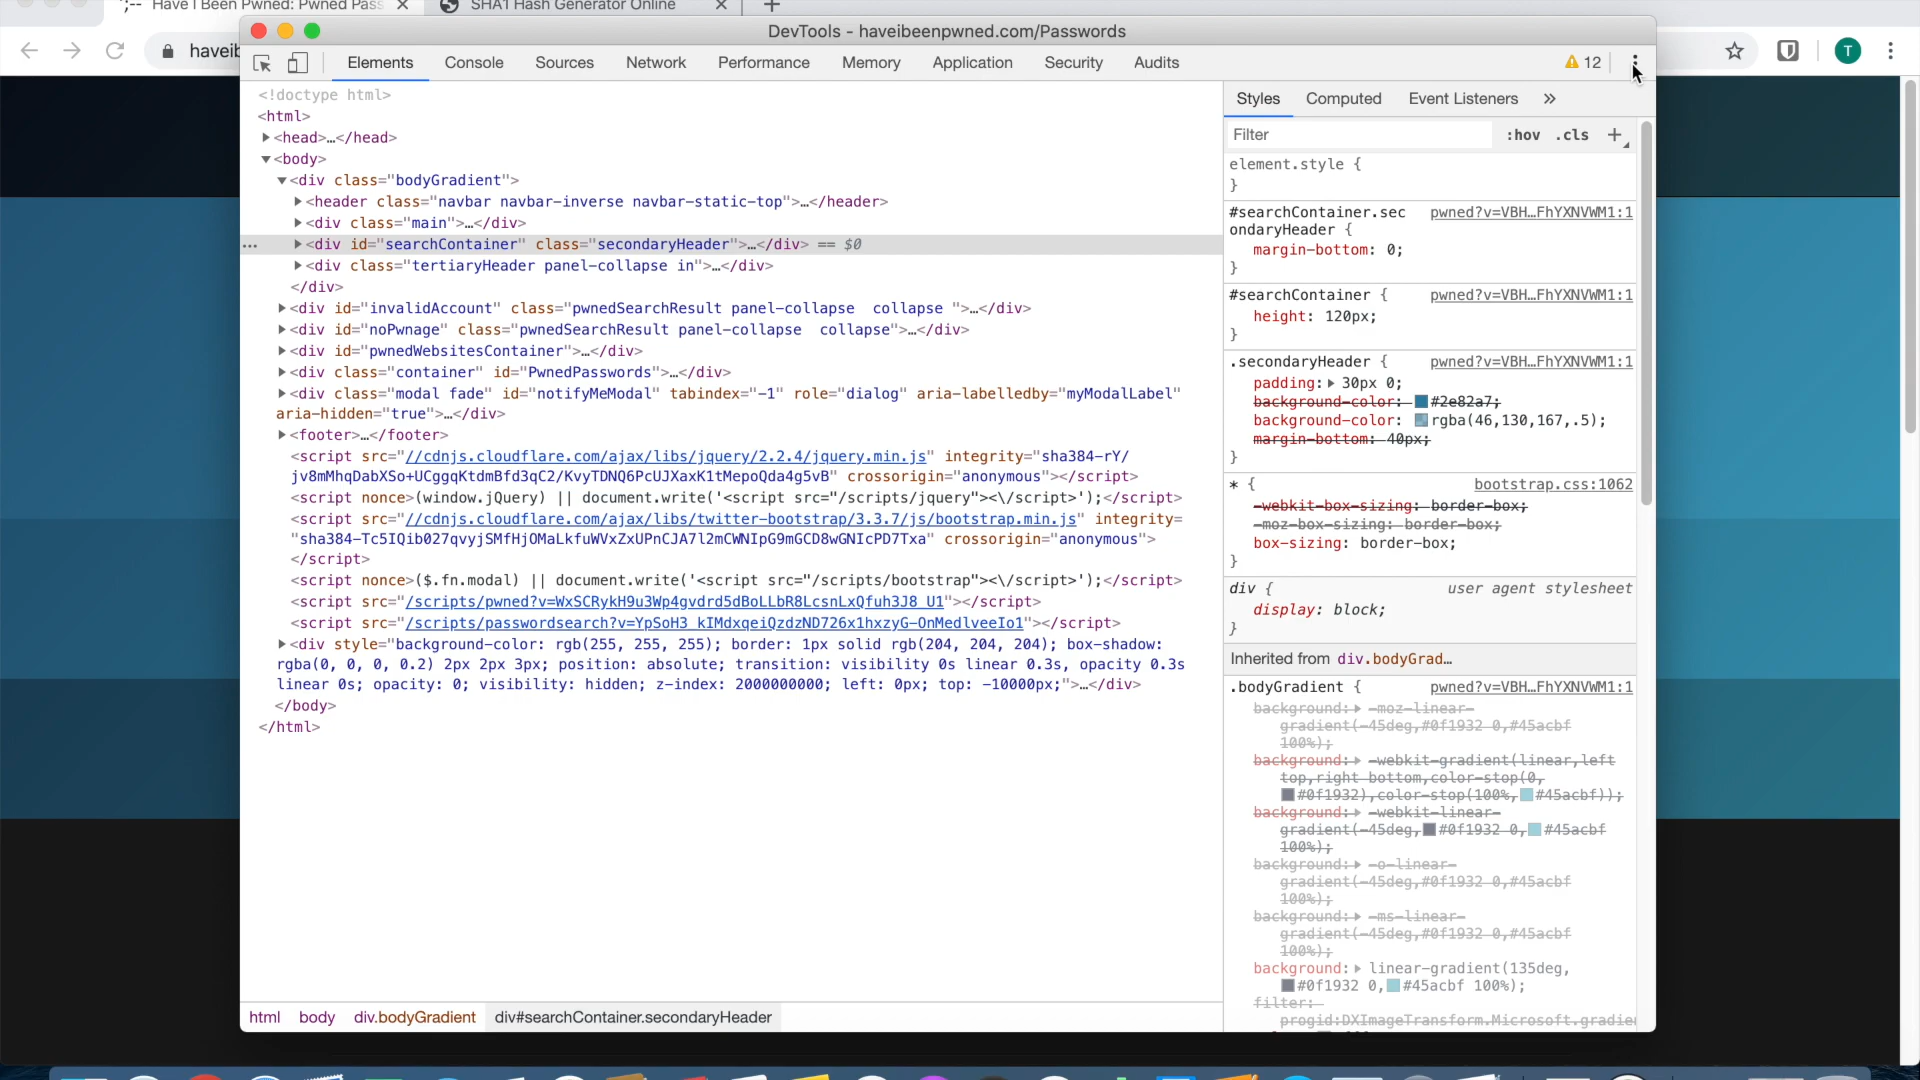 Have I Been Pwned: Pwned Pass
SHA1 Hash Generator Online
haveib
T
DevTools - haveibeenpwned.com/Passwords
Elements Console Sources Network Performance Memory Application Security Audits 12
<!doctype html>
<html>
<head>…</head>
<body>
<div class="bodyGradient">
<header class="navbar navbar-inverse navbar-static-top">…</header>
<div class="main">…</div>
<div id="searchContainer" class="secondaryHeader">…</div> == $0
<div class="tertiaryHeader panel-collapse in">…</div>
</div>
<div id="invalidAccount" class="pwnedSearchResult panel-collapse  collapse ">…</div>
<div id="noPwnage" class="pwnedSearchResult panel-collapse  collapse">…</div>
<div id="pwnedWebsitesContainer">…</div>
<div class="container" id="PwnedPasswords">…</div>
<div class="modal fade" id="notifyMeModal" tabindex="-1" role="dialog" aria-labelledby="myModalLabel"
aria-hidden="true">…</div>
<footer>…</footer>
<script src="//cdnjs.cloudflare.com/ajax/libs/jquery/2.2.4/jquery.min.js" integrity="sha384-rY/
jv8mMhqDabXSo+UCggqKtdmBfd3qC2/KvyTDNQ6PcUJXaxK1tMepoQda4g5vB" crossorigin="anonymous"></script>
<script nonce>(window.jQuery) || document.write('<script src="/scripts/jquery"><\/script>');</script>
<script src="//cdnjs.cloudflare.com/ajax/libs/twitter-bootstrap/3.3.7/js/bootstrap.min.js" integrity=
"sha384-Tc5IQib027qvyjSMfHjOMaLkfuWVxZxUPnCJA7l2mCWNIpG9mGCD8wGNIcPD7Txa" crossorigin="anonymous">
</script>
<script nonce>($.fn.modal) || document.write('<script src="/scripts/bootstrap"><\/script>');</script>
<script src="/scripts/pwned?v=WxSCRykH9u3Wp4gvdrd5dBoLLbR8LcsnLxQfuh3J8_U1"></script>
<script src="/scripts/passwordsearch?v=YpSoH3_kIMdxqeiQzdzND726x1hxzyG-OnMedlveeIo1"></script>
<div style="background-color: rgb(255, 255, 255); border: 1px solid rgb(204, 204, 204); box-shadow:
rgba(0, 0, 0, 0.2) 2px 2px 3px; position: absolute; transition: visibility 0s linear 0.3s, opacity 0.3s
linear 0s; opacity: 0; visibility: hidden; z-index: 2000000000; left: 0px; top: -10000px;">…</div>
</body>
</html>
html body div.bodyGradient div#searchContainer.secondaryHeader
Styles Computed Event Listeners »
Filter :hov .cls +
element.style {
}
#searchContainer.sec pwned?v=VBH…FhYXNVWM1:1
ondaryHeader {
margin-bottom: 0;
}
#searchContainer { pwned?v=VBH…FhYXNVWM1:1
height: 120px;
}
.secondaryHeader { pwned?v=VBH…FhYXNVWM1:1
padding: 30px 0;
background-color: #2e82a7;
background-color: rgba(46,130,167,.5);
margin-bottom: 40px;
}
* { bootstrap.css:1062
-webkit-box-sizing: border-box;
-moz-box-sizing: border-box;
box-sizing: border-box;
}
div { user agent stylesheet
display: block;
}
Inherited from div.bodyGrad…
.bodyGradient { pwned?v=VBH…FhYXNVWM1:1
background: -moz-linear-
gradient(-45deg,#0f1932 0,#45acbf
100%);
background: -webkit-gradient(linear,left
top,right bottom,color-stop(0,
#0f1932),color-stop(100%,#45acbf));
background: -webkit-linear-
gradient(-45deg,#0f1932 0,#45acbf
100%);
background: -o-linear-
gradient(-45deg,#0f1932 0,#45acbf
100%);
background: -ms-linear-
gradient(-45deg,#0f1932 0,#45acbf
100%);
background: linear-gradient(135deg,
#0f1932 0,#45acbf 100%);
filter:
progid:DXImageTransform.Microsoft.gradie